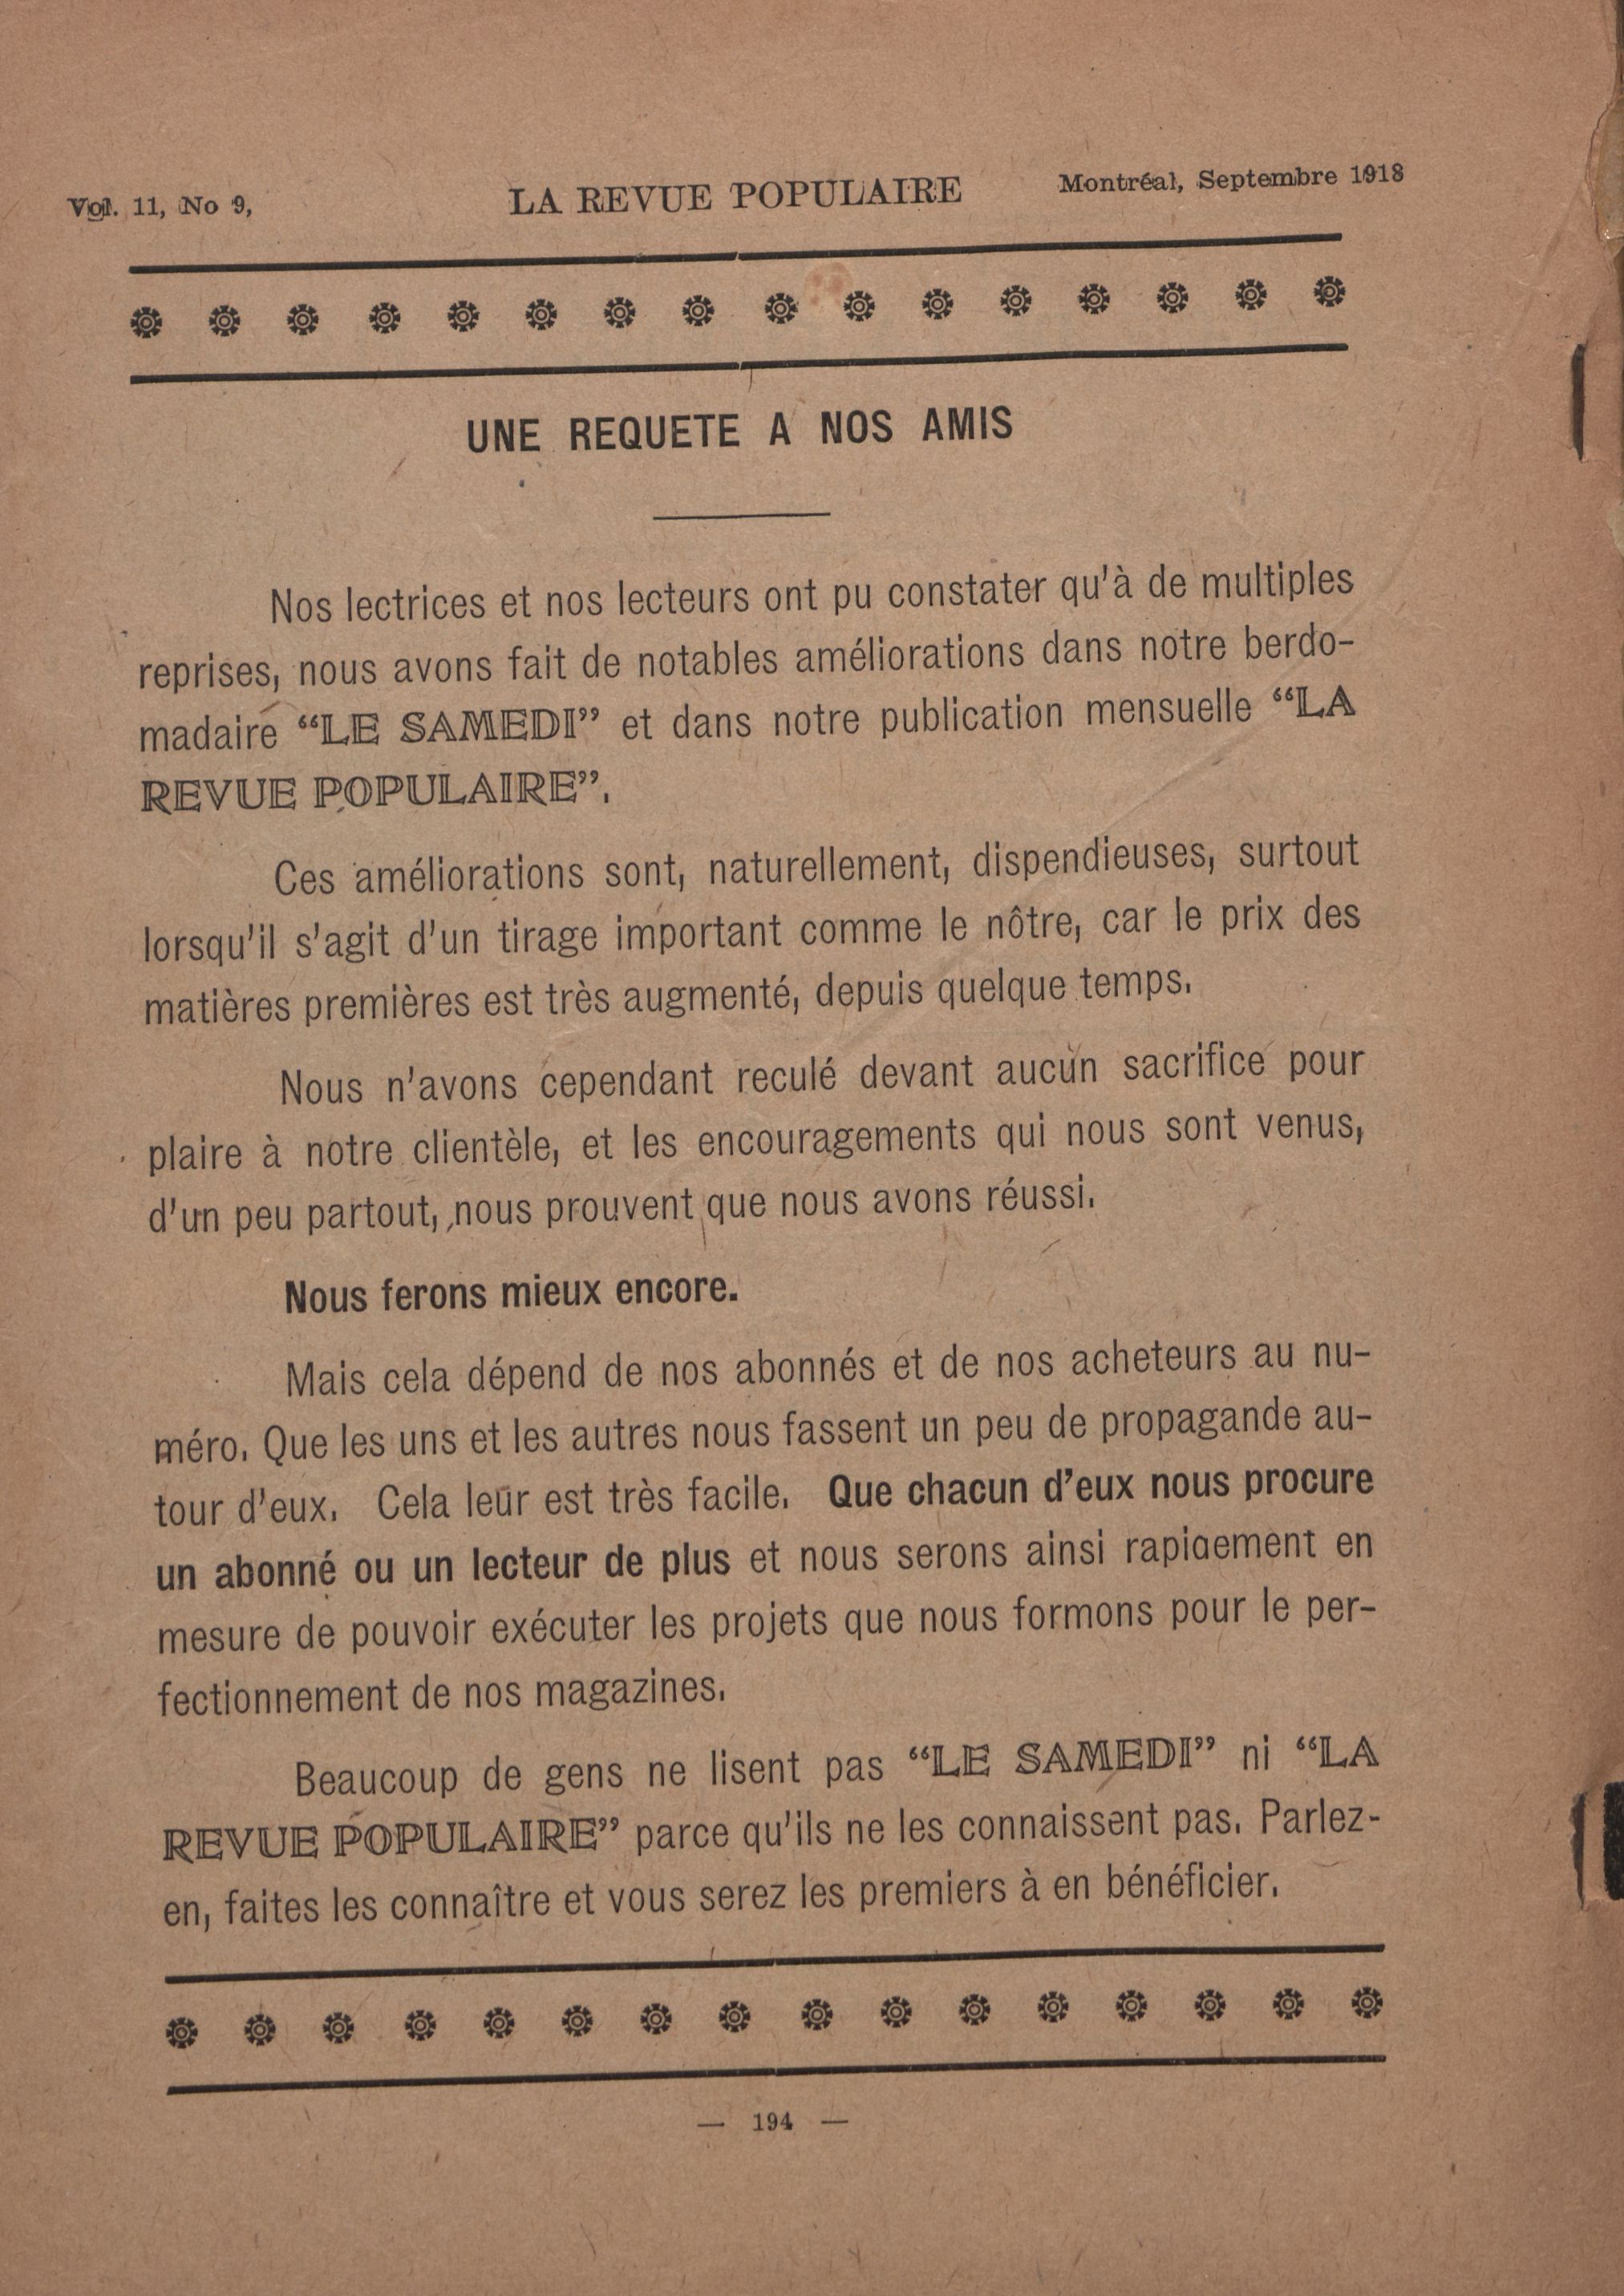 Vol. 11, No 9,
LA REVUE POPULAIRE
Montréal, Septembre 1918
UNE REQUETE A NOS AMIS
Nos lectrices et nos lecteurs ont pu constater qu'à de multiples
reprises, nous avons fait de notables améliorations dans notre berdo-
madaire “LE SAMEDI” et dans notre publication mensuelle “LA
REVUE POPULAIRE”.
Ces améliorations sont, naturellement, dispendieuses, surtout
lorsqu'il s'agit d'un tirage important comme le nôtre, car le prix des
matières premières est très augmenté, depuis quelque temps.
Nous n'avons cependant reculé devant aucun sacrifice pour
plaire à notre clientèle, et les encouragements qui nous sont venus,
d'un peu partout, nous prouvent que nous avons réussi.
Nous ferons mieux encore.
Mais cela dépend de nos abonnés et de nos acheteurs au nu-
méro. Que les uns et les autres nous fassent un peu de propagande au-
tour d'eux. Cela leur est très facile. Que chacun d'eux nous procure
un abonné ou un lecteur de plus et nous serons ainsi rapidement en
mesure de pouvoir exécuter les projets que nous formons pour le per-
fectionnement de nos magazines.
Beaucoup de gens ne lisent pas “LE SAMEDI” ni “LA
REVUE POPULAIRE” parce qu'ils ne les connaissent pas. Parlez-
en, faites les connaître et vous serez les premiers à en bénéficier.
— 194 —